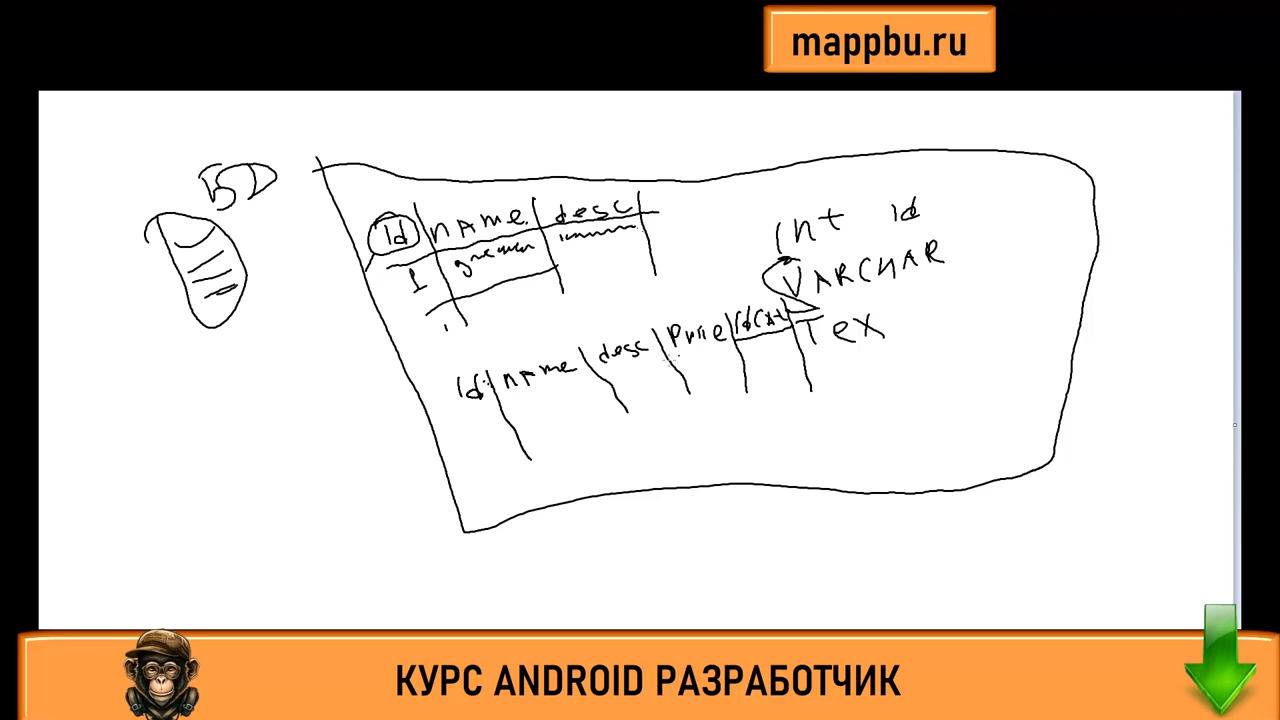 mappbu.ru
БД
Id name desc
1
int id
VARCHAR
Tex
Id name desc Price
КУРС ANDROID РАЗРАБОТЧИК